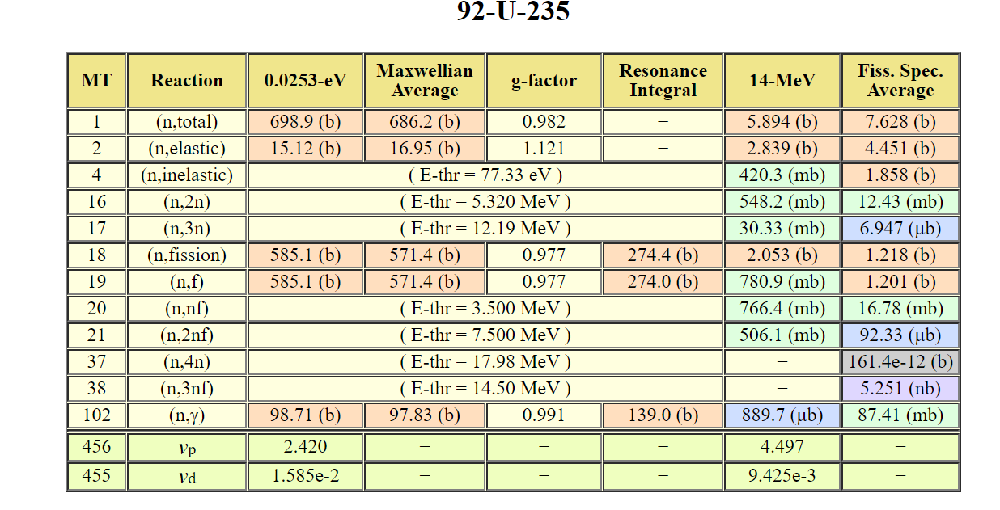 92-U-235
MT Reaction 0.0253-eV Maxwellian Average g-factor Resonance Integral 14-MeV Fiss. Spec. Average
1 (n,total) 698.9 (b) 686.2 (b) 0.982 − − 5.894 (b) 7.628 (b)
2 (n,elastic) 15.12 (b) 16.95 (b) 1.121 − 2.839 (b) 4.451 (b)
4 (n,inelastic) ( E-thr = 77.33 eV ) 420.3 (mb) 1.858 (b)
16 (n,2n) ( E-thr = 5.320 MeV ) 548.2 (mb) 12.43 (mb)
17 (n,3n) ( E-thr = 12.19 MeV ) 30.33 (mb) 6.947 (μb)
18 (n,fission) 585.1 (b) 571.4 (b) 0.977 274.4 (b) 2.053 (b) 1.218 (b)
19 (n,f) 585.1 (b) 571.4 (b) 0.977 274.0 (b) 780.9 (mb) 1.201 (b)
20 (n,nf) ( E-thr = 3.500 MeV ) 766.4 (mb) 16.78 (mb)
21 (n,2nf) ( E-thr = 7.500 MeV ) 506.1 (mb) 92.33 (μb)
37 (n,4n) ( E-thr = 17.98 MeV ) − 161.4e-12 (b)
38 (n,3nf) ( E-thr = 14.50 MeV ) − 5.251 (nb)
102 (n,γ) 98.71 (b) 97.83 (b) 0.991 139.0 (b) 889.7 (μb) 87.41 (mb)
456 νp 2.420 − − − 4.497 −
455 νd 1.585e-2 − − − 9.425e-3 −